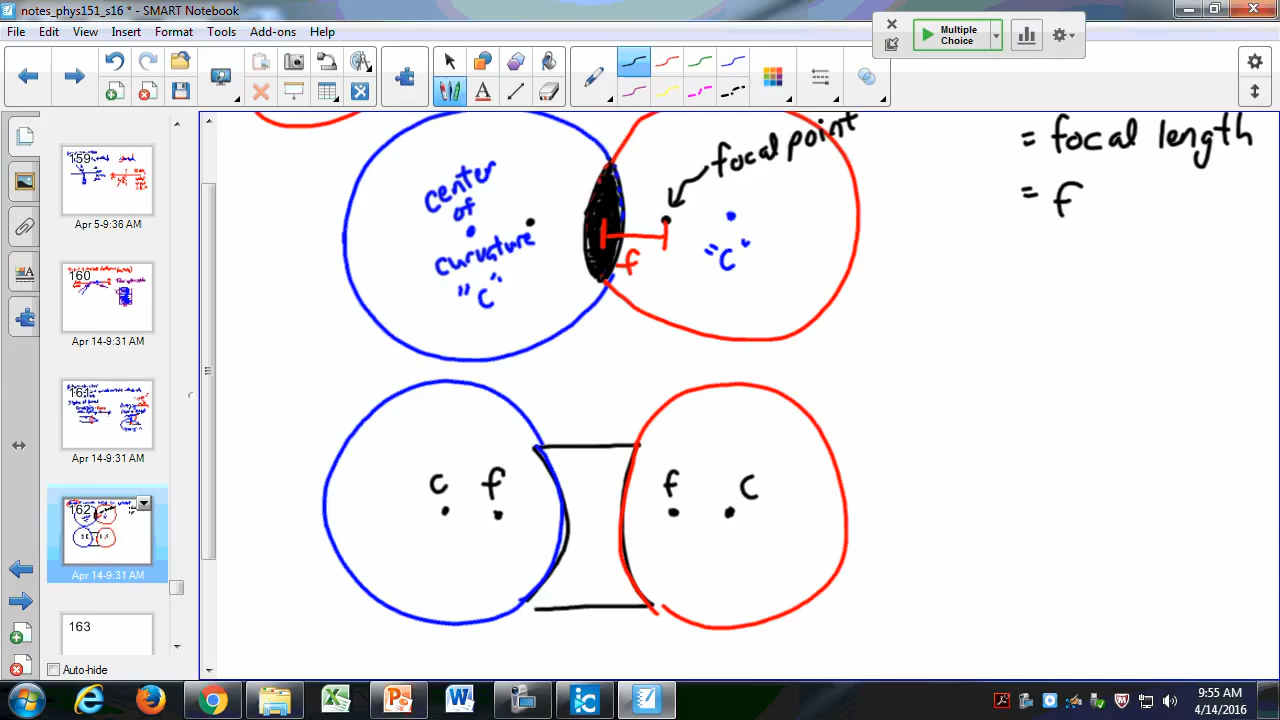 notes_phys151_s16 * - SMART Notebook
File Edit View Insert Format Tools Add-ons Help
Multiple
Choice
159
Apr 5-9:36 AM
160
Apr 14-9:31 AM
161
Apr 14-9:31 AM
162
Apr 14-9:31 AM
163
Auto-hide
focal point
= focal length
= f
center
of
curvature
"C"
f
"C"
C f
f C
9:55 AM
4/14/2016